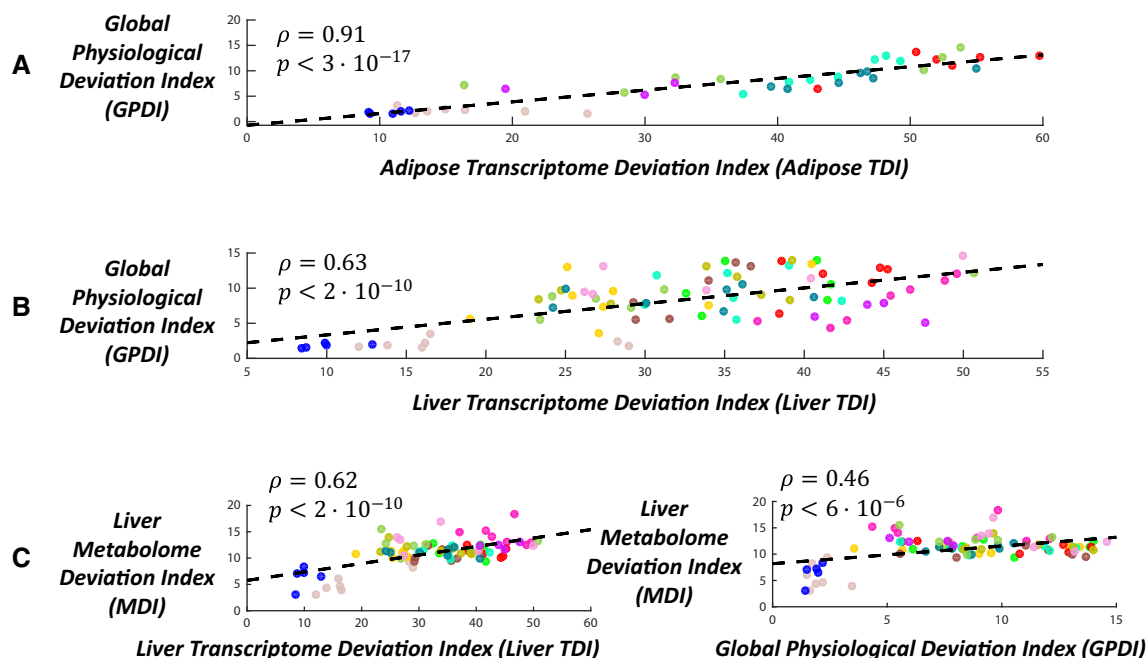 A
Global
Physiological
Deviation Index
(GPDI)
20
15
10
5
0
ρ = 0.91
p < 3 · 10⁻¹⁷
0 10 20 30 40 50 60
Adipose Transcriptome Deviation Index (Adipose TDI)
B
Global
Physiological
Deviation Index
(GPDI)
15
10
5
0
ρ = 0.63
p < 2 · 10⁻¹⁰
5 10 15 20 25 30 35 40 45 50 55
Liver Transcriptome Deviation Index (Liver TDI)
C
Liver
Metabolome
Deviation Index
(MDI)
ρ = 0.62
p < 2 · 10⁻¹⁰
20
15
10
5
0
0 10 20 30 40 50 60
Liver Transcriptome Deviation Index (Liver TDI)
Liver
Metabolome
Deviation Index
(MDI)
ρ = 0.46
p < 6 · 10⁻⁶
20
15
10
5
0
0 5 10 15
Global Physiological Deviation Index (GPDI)